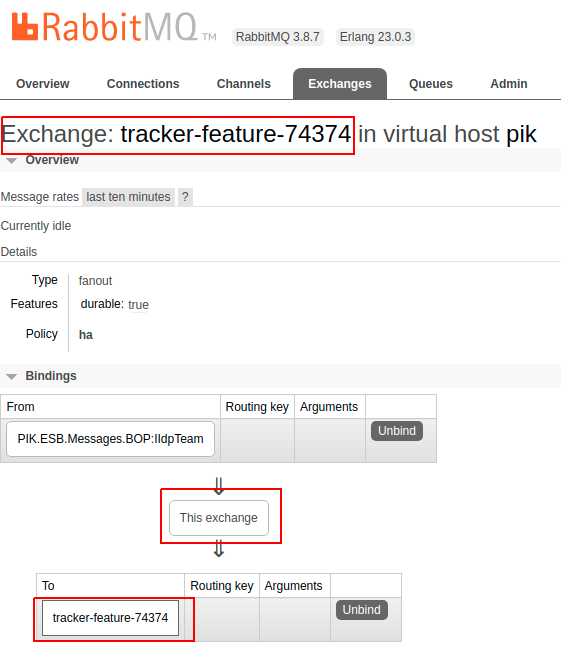 RabbitMQ TM RabbitMQ 3.8.7 Erlang 23.0.3
Overview Connections Channels Exchanges Queues Admin
Exchange: tracker-feature-74374 in virtual host pik
Overview
Message rates last ten minutes ?
Currently idle
Details
Type fanout
Features durable: true
Policy ha
Bindings
From Routing key Arguments
PIK.ESB.Messages.BOP:IIdpTeam Unbind
⇓
This exchange
⇓
To Routing key Arguments
tracker-feature-74374 Unbind